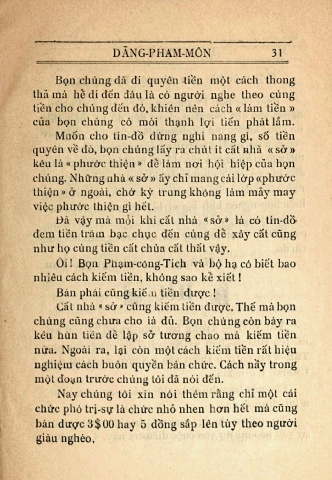 DĂNG-PHAM-MÔN 31
Bọn chúng đã đi quyên tiền một cách thong
thả mà hể đi đến đâu là có người nghe theo cúng
tiền cho chúng đến đó, khiến nên cách « làm tiền »
của bọn chúng có mòi thạnh lợi tiến phát lắm.
Muốn cho tín-đồ đừng nghi nang gì, số tiền
quyên về đó, bọn chúng lấy ra chút ít cất nhà « sở »
kêu là « phước thiện » để làm nơi hội hiệp của bọn
chúng. Những nhà « sở » ấy chỉ mang cái lớp «phước
thiện » ở ngoài, chớ kỳ trung không làm mảy may
việc phước thiện gì hết.
Đã vậy mà mỗi khi cất nhà « sở » là có tín-đồ
đem tiền trăm bạc chục đến cúng để xây cất cũng
như họ cúng tiền cất chùa cất thất vậy.
Ôi! Bọn Phạm-công-Tích và bộ hạ có biết bao
nhiêu cách kiếm tiền, không sao kể xiết !
Bán phái cũng kiếm tiền được !
Cất nhà « sở » cũng kiếm tiền được. Thế mà bọn
chúng cũng chưa cho là đủ. Bọn chúng còn bày ra
kêu hùn tiền để lập sở tương chao mà kiếm tiền
nữa. Ngoài ra, lại còn một cách kiếm tiền rất hiệu
nghiệm cách buôn quyền bán chức. Cách nầy trong
một đoạn trước chúng tôi đã nói đến.
Nay chúng tôi xin nói thêm rằng chỉ một cái
chức phó trị-sự là chức nhỏ nhen hơn hết mà cũng
bán được 3$00 hay 5 đồng sắp lên tùy theo người
giàu nghèo.